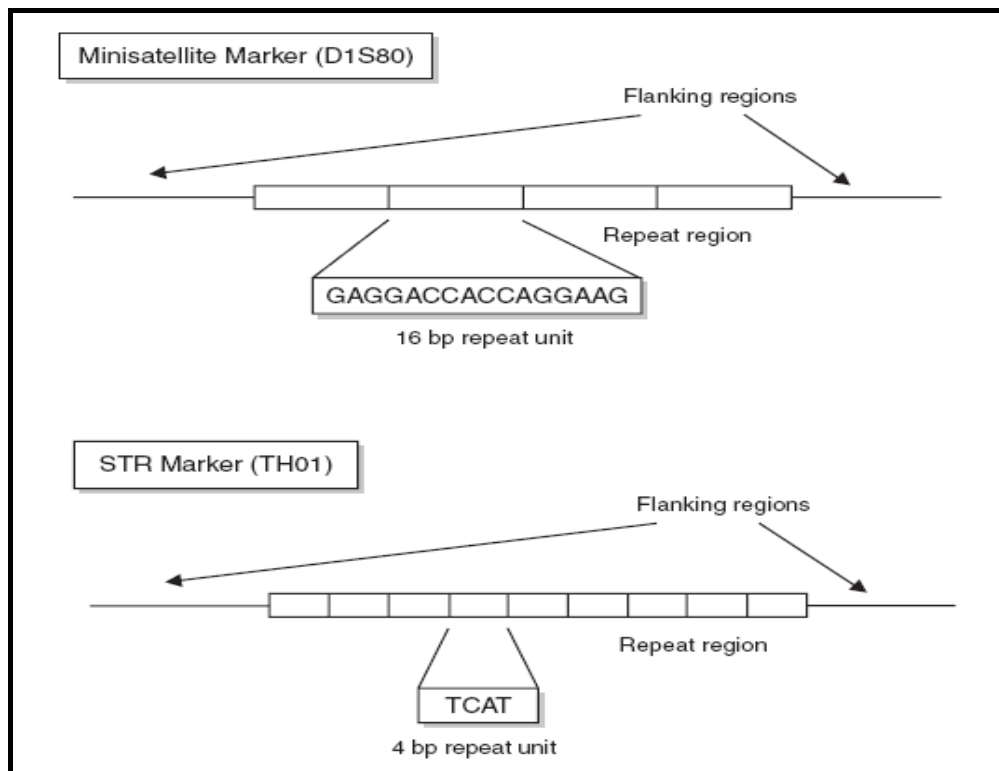 Minisatellite Marker (D1S80)
Flanking regions
Repeat region
GAGGACCACCAGGAAG
16 bp repeat unit
STR Marker (TH01)
Flanking regions
Repeat region
TCAT
4 bp repeat unit